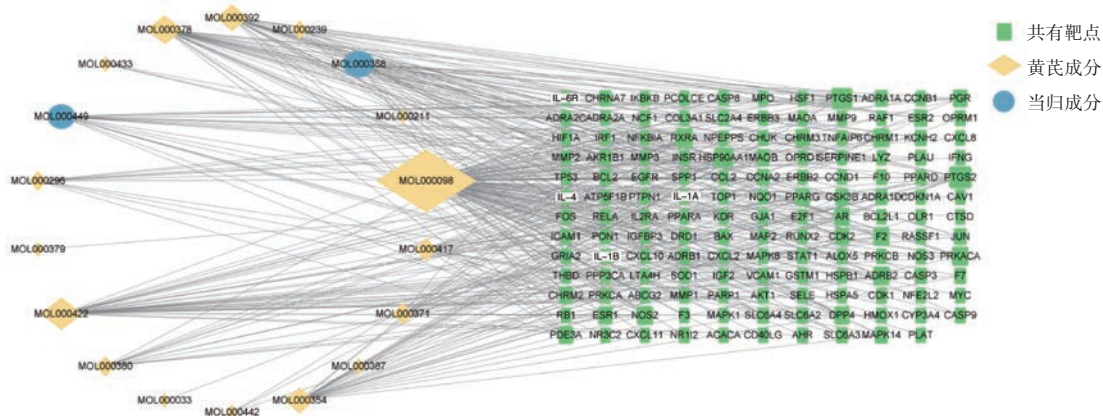 MOL000392
MOL000378
MOL000239
MOL000433
MOL000358
MOL000449
MOL000211
MOL000296
MOL000098
MOL000379
MOL000417
MOL000422
MOL000371
MOL000380
MOL000387
MOL000033
MOL000354
MOL000442
IL-6R CHRNA7 IKBKB PCOLCE CASP8 MPO HSF1 PTGS1 ADRA1A CCNB1 PGR
ADRA2C ADRA2A NCF1 COL3A1 SLC2A4 ERBB3 MAOA MMP9 RAF1 ESR2 OPRM1
HIF1A IRF1 NFKBIA RXRA NPEPPS CHUK CHRM3 TNFAIP6 CHRM1 KCNH2 CXCL8
MMP2 AKR1B1 MMP3 INSR HSP90AA1 MAOB OPRD1 SERPINE1 LYZ PLAU IFNG
TP53 BCL2 EGFR SPP1 CCL2 CCNA2 ERBB2 CCND1 F10 PPARD PTGS2
IL-4 ATP5F1B PTPN1 IL-1A TOP1 NQO1 PPARG GSK3B ADRA1D CDKN1A CAV1
FOS RELA IL2RA PPARA KDR GJA1 E2F1 AR BCL2L1 OLR1 CTSD
ICAM1 PON1 IGFBP3 DRD1 BAX MAP2 RUNX2 CDK2 F2 RASSF1 JUN
GRIA2 IL-1B CXCL10 ADRB1 CXCL2 MAPK8 STAT1 ALOX5 PRKCB NOS3 PRKACA
THBD PPP3CA LTA4H SOD1 IGF2 VCAM1 GSTM1 HSPB1 ADRB2 CASP3 F7
CHRM2 PRKCA ABCG2 MMP1 PARP1 AKT1 SELE HSPA5 CDK1 NFE2L2 MYC
RB1 ESR1 NOS2 F3 MAPK1 SLC6A4 SLC6A2 DPP4 HMOX1 CYP3A4 CASP9
PDE3A NR3C2 CXCL11 NR1I2 ACACA CD40LG AHR SLC6A3 MAPK14 PLAT
共有靶点
黄芪成分
当归成分